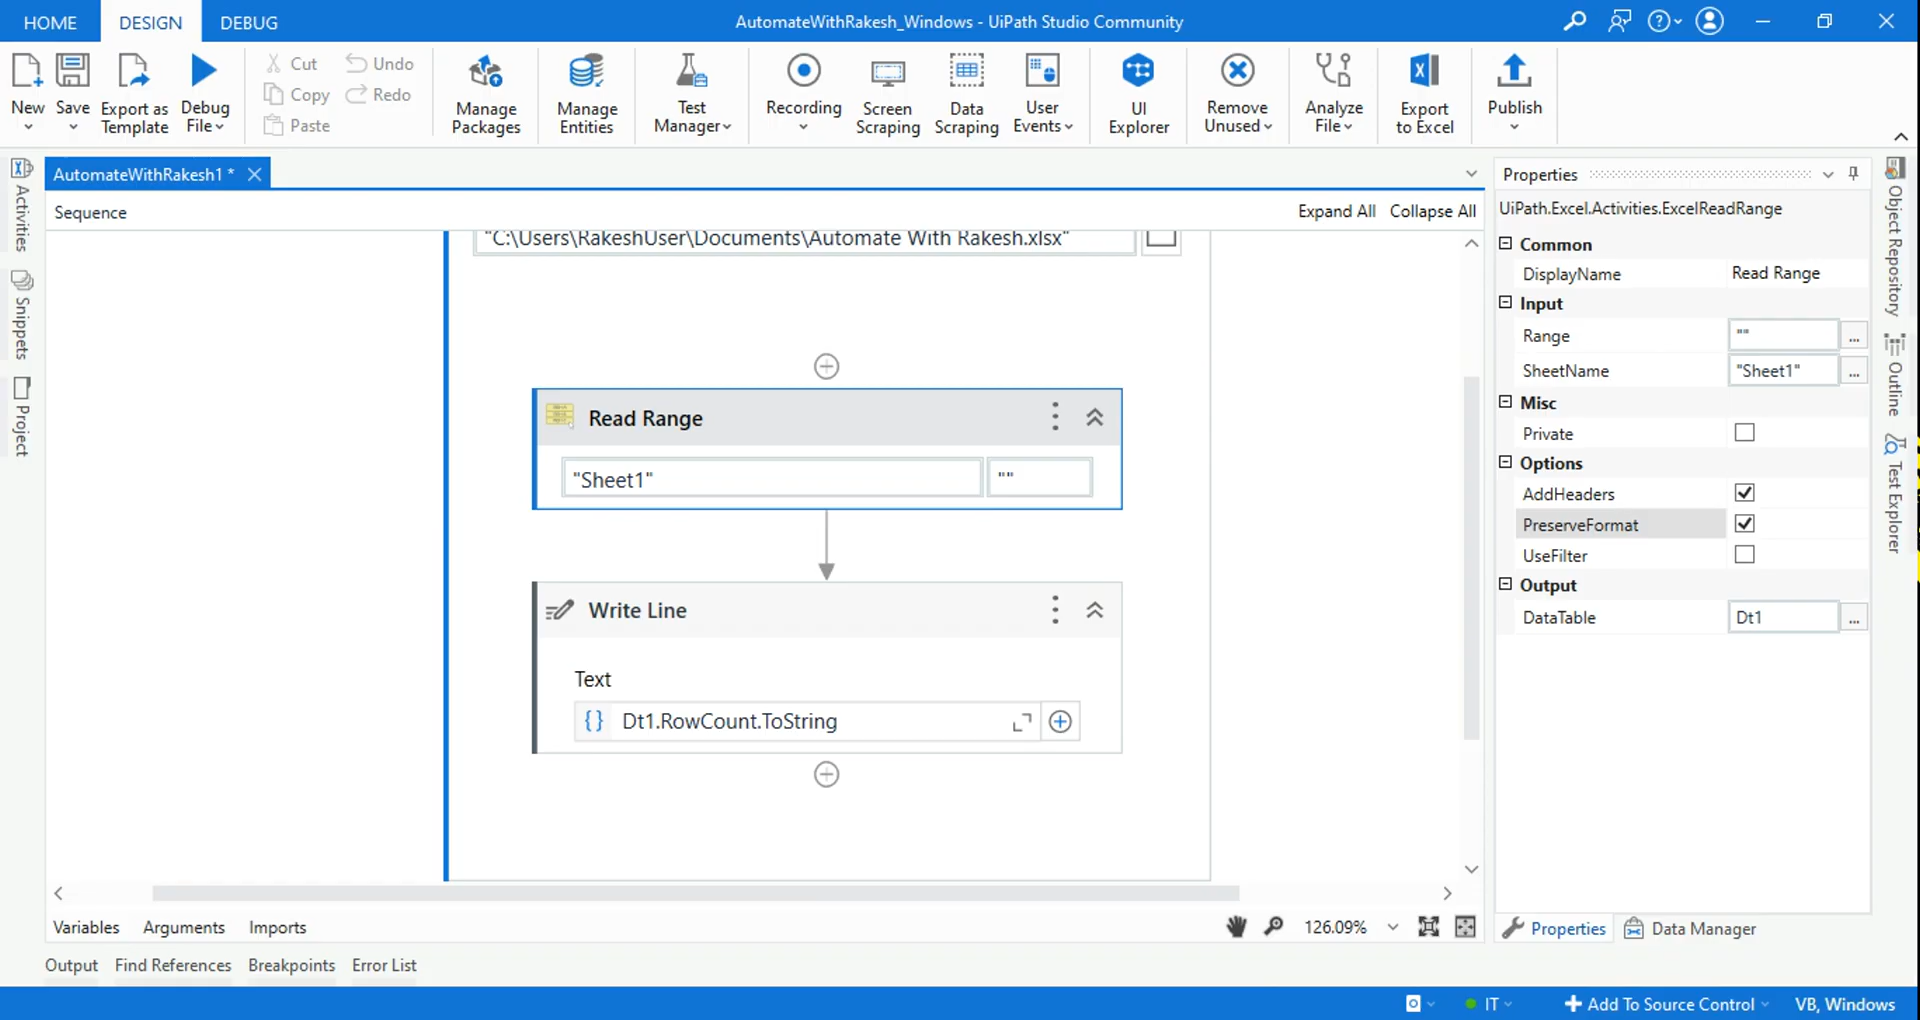 HOME DESIGN DEBUG AutomateWithRakesh_Windows - UiPath Studio Community
New Save Export as Template Debug File Cut Copy Paste Undo Redo Manage Packages Manage Entities Test Manager Recording Screen Scraping Data Scraping User Events UI Explorer Remove Unused Analyze File Export to Excel Publish
Activities
Snippets
Project
AutomateWithRakesh1 *
Sequence Expand All Collapse All
"C:\Users\RakeshUser\Documents\Automate With Rakesh.xlsx"
Read Range
"Sheet1" ""
Write Line
Text
{} Dt1.RowCount.ToString
Variables Arguments Imports 126.09%
Output Find References Breakpoints Error List
Properties
UiPath.Excel.Activities.ExcelReadRange
Common
DisplayName Read Range
Input
Range "" ...
SheetName "Sheet1" ...
Misc
Private
Options
AddHeaders
PreserveFormat
UseFilter
Output
DataTable Dt1 ...
Properties Data Manager
Object Repository
Outline
Test Explorer
IT Add To Source Control VB, Windows